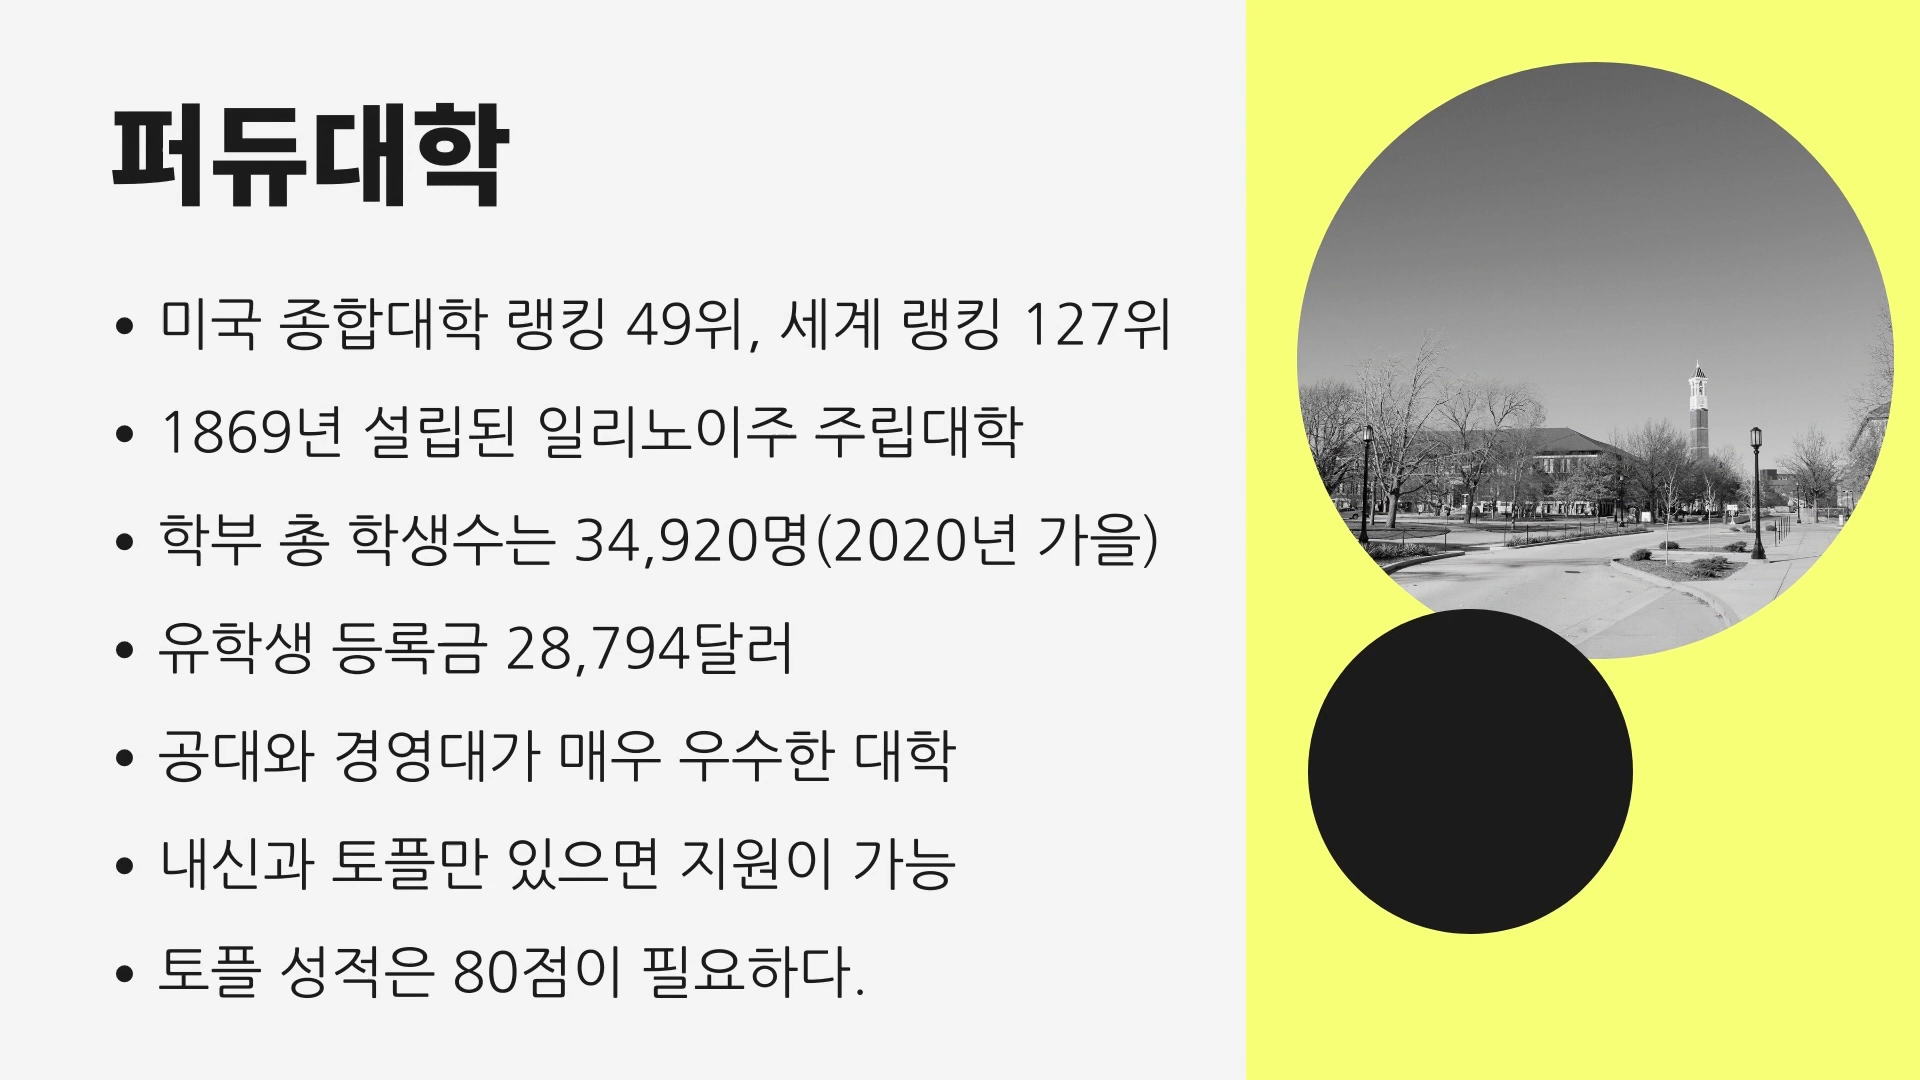 퍼듀대학
• 미국 종합대학 랭킹 49위, 세계 랭킹 127위
• 1869년 설립된 일리노이주 주립대학
• 학부 총 학생수는 34,920명(2020년 가을)
• 유학생 등록금 28,794달러
• 공대와 경영대가 매우 우수한 대학
• 내신과 토플만 있으면 지원이 가능
• 토플 성적은 80점이 필요하다.